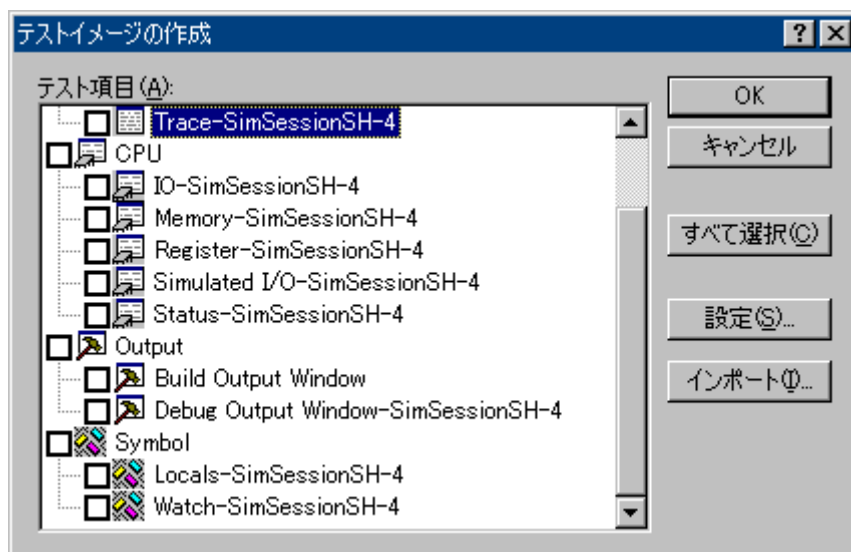 テストイメージの作成
テスト項目(A):
Trace-SimSessionSH-4
CPU
IO-SimSessionSH-4
Memory-SimSessionSH-4
Register-SimSessionSH-4
Simulated I/O-SimSessionSH-4
Status-SimSessionSH-4
Output
Build Output Window
Debug Output Window-SimSessionSH-4
Symbol
Locals-SimSessionSH-4
Watch-SimSessionSH-4
OK
キャンセル
すべて選択(C)
設定(S)...
インポート(I)...